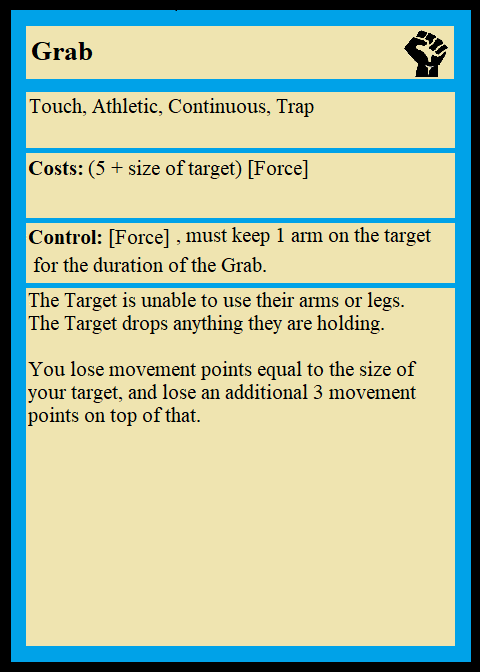 Grab
Touch, Athletic, Continuous, Trap
Costs: (5 + size of target) [Force]
Control: [Force] , must keep 1 arm on the target
for the duration of the Grab.
The Target is unable to use their arms or legs.
The Target drops anything they are holding.
You lose movement points equal to the size of
your target, and lose an additional 3 movement
points on top of that.